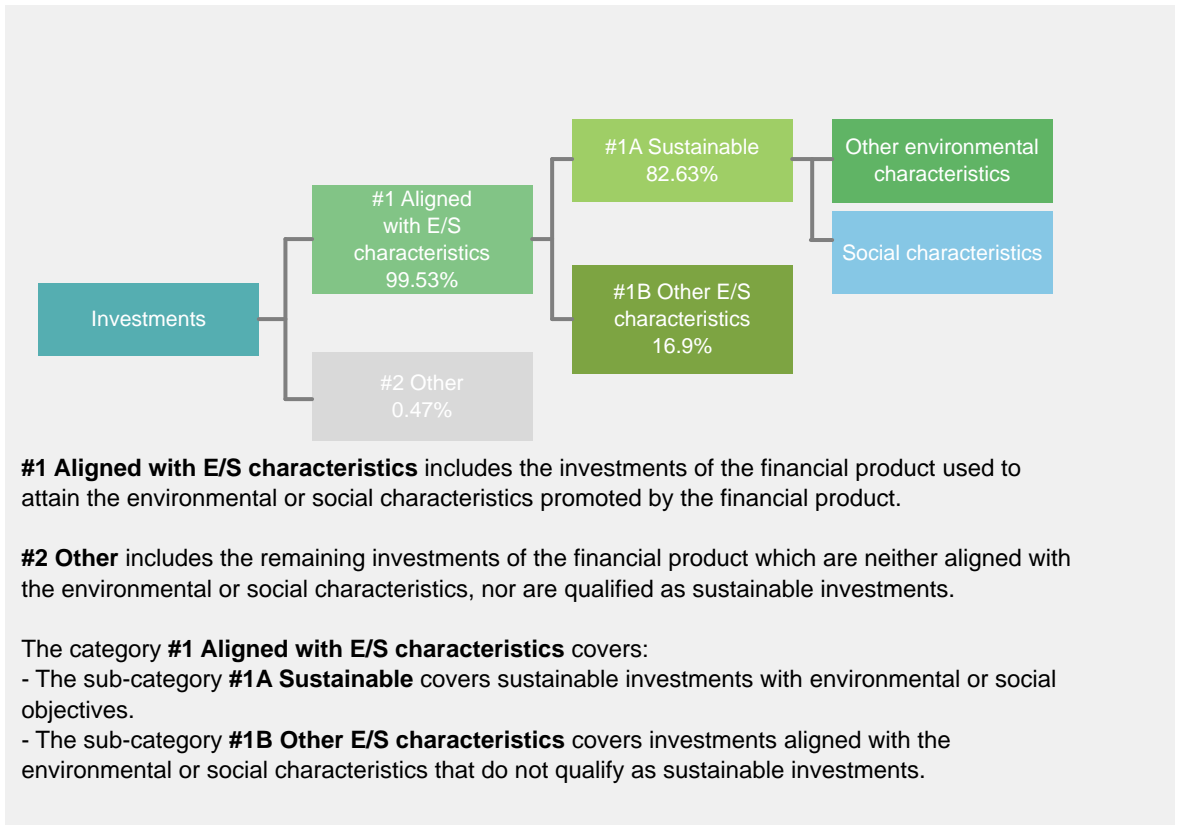 Investments
#1 Aligned
with E/S
characteristics
99.53%
#2 Other
0.47%
#1A Sustainable
82.63%
#1B Other E/S
characteristics
16.9%
Other environmental
characteristics
Social characteristics
#1 Aligned with E/S characteristics includes the investments of the financial product used to
attain the environmental or social characteristics promoted by the financial product.
#2 Other includes the remaining investments of the financial product which are neither aligned with
the environmental or social characteristics, nor are qualified as sustainable investments.
The category #1 Aligned with E/S characteristics covers:
- The sub-category #1A Sustainable covers sustainable investments with environmental or social
objectives.
- The sub-category #1B Other E/S characteristics covers investments aligned with the
environmental or social characteristics that do not qualify as sustainable investments.